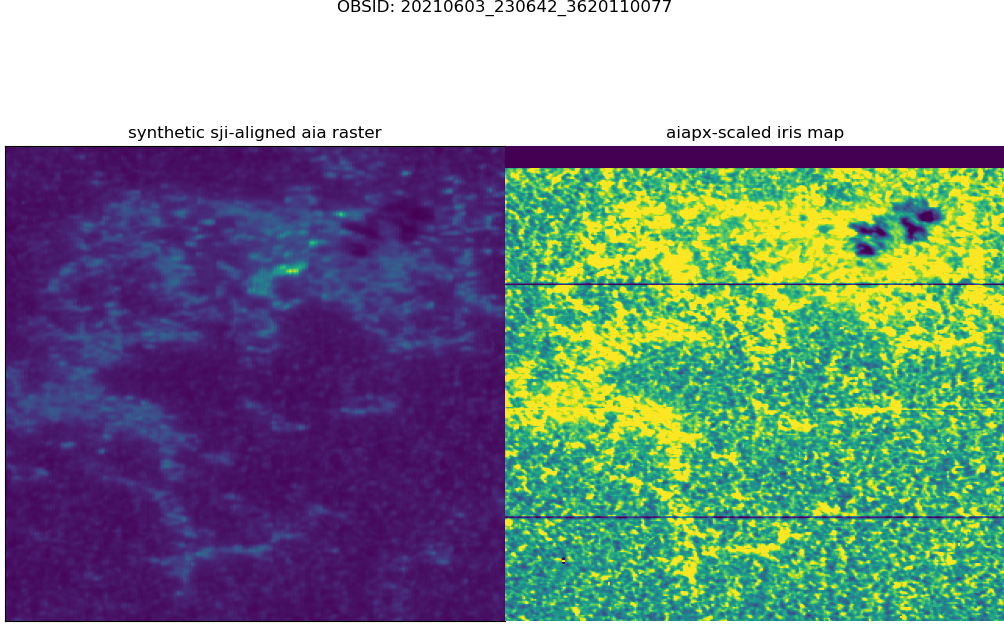 OBSID: 20210603_230642_3620110077
synthetic sji-aligned aia raster
aiapx-scaled iris map